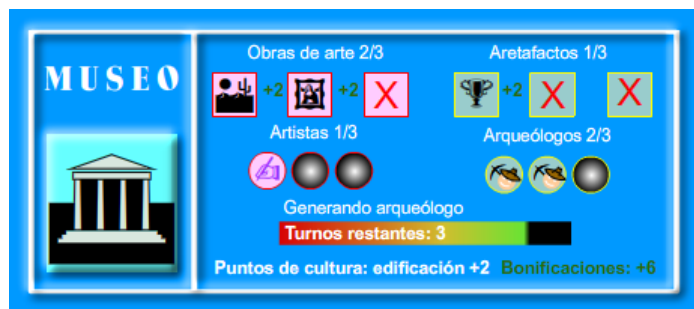 MUSEO
Obras de arte 2/3
Aretafactos 1/3
+2 +2 X
+2 X X
Artistas 1/3
Arqueólogos 2/3
Generando arqueólogo
Turnos restantes: 3
Puntos de cultura: edificación +2 Bonificaciones: +6